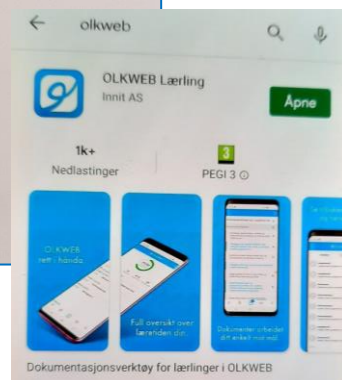 olkweb
OLKWEB Lærling
Innit AS
Åpne
1k+
Nedlastinger
3
PEGI 3
OLKWEB
rett i hånda
Full oversikt over
læretiden din.
Dokumenter arbeidet
ditt enkelt mot mål.
Dokumentasjonsverktøy for lærlinger i OLKWEB